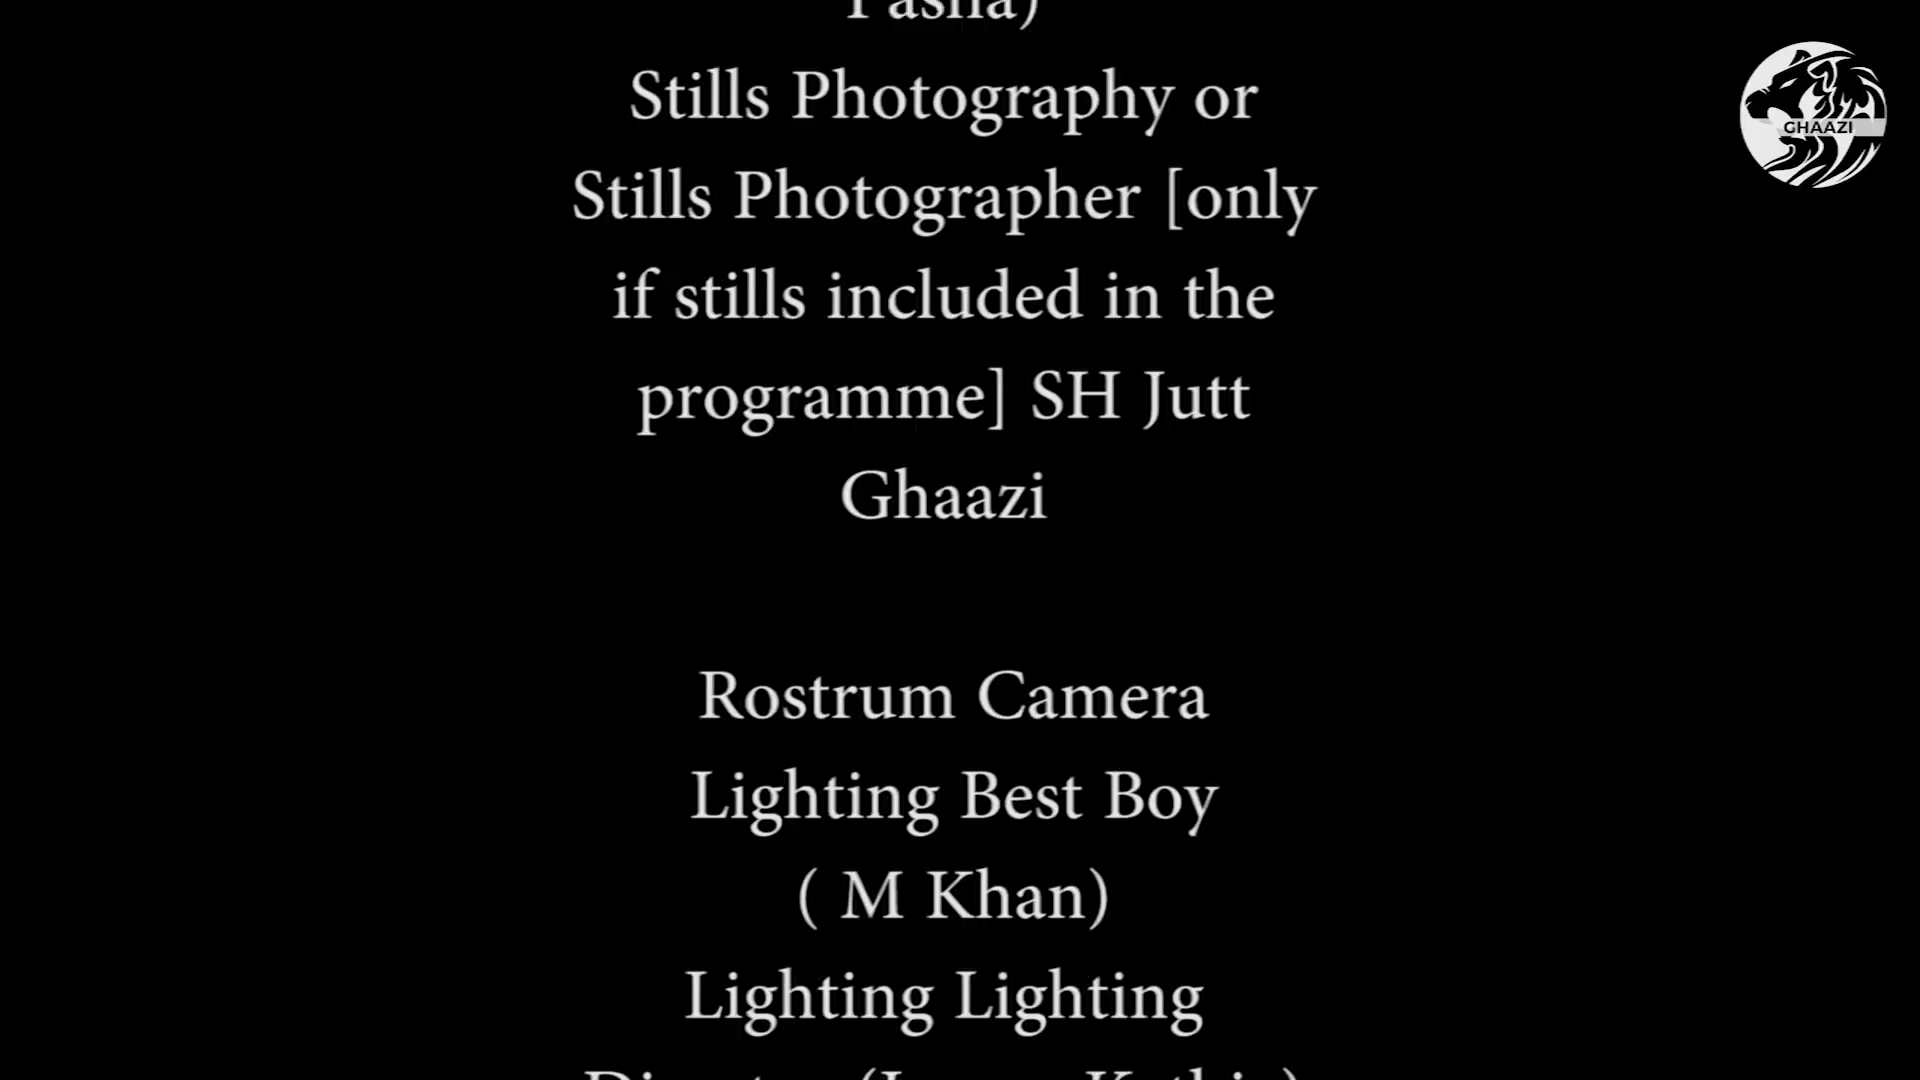 Pasha)
Stills Photography or
Stills Photographer [only
if stills included in the
programme] SH Jutt
Ghaazi
Rostrum Camera
Lighting Best Boy
( M Khan)
Lighting Lighting
GHAAZI